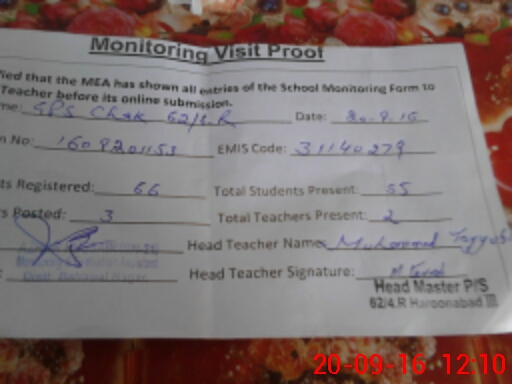 Monitoring Visit Proof
fied that the MEA has shown all entries of the School Monitoring Form to
Teacher before its online submission.
me: GPS Chak 62/4.R Date: 20.9.16
n No: EMIS Code: 31140279
ts Registered: 66 Total Students Present: 55
s Posted: 3 Total Teachers Present: 2
Head Teacher Name: Muhammad Tayyab
Head Teacher Signature:
Head Master P/S
62/4.R Haroonabad III
20-09-16 12:10